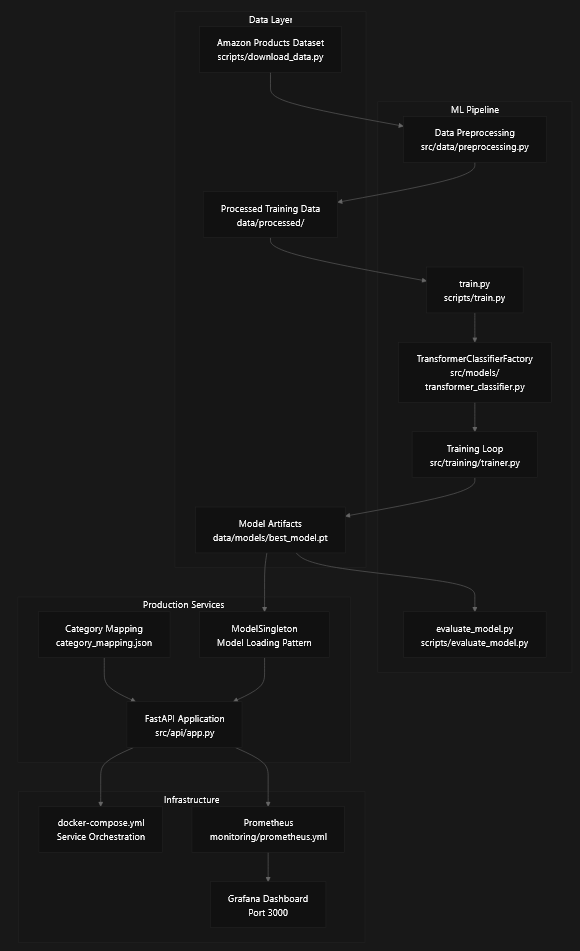 Data Layer
Amazon Products Dataset
scripts/download_data.py
ML Pipeline
Data Preprocessing
src/data/preprocessing.py
Processed Training Data
data/processed/
train.py
scripts/train.py
TransformerClassifierFactory
src/models/
transformer_classifier.py
Training Loop
src/training/trainer.py
Model Artifacts
data/models/best_model.pt
Production Services
Category Mapping
category_mapping.json
ModelSingleton
Model Loading Pattern
evaluate_model.py
scripts/evaluate_model.py
FastAPI Application
src/api/app.py
Infrastructure
docker-compose.yml
Service Orchestration
Prometheus
monitoring/prometheus.yml
Grafana Dashboard
Port 3000